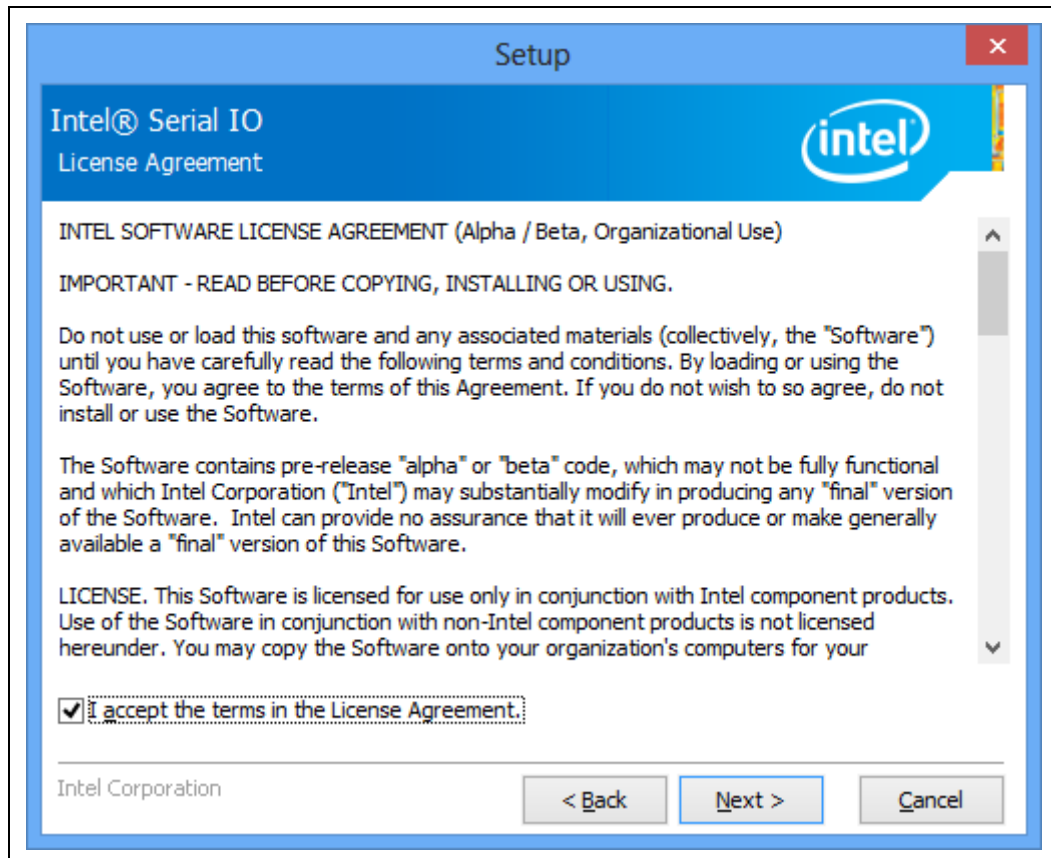 Setup
Intel® Serial IO
License Agreement
intel
INTEL SOFTWARE LICENSE AGREEMENT (Alpha / Beta, Organizational Use)
IMPORTANT - READ BEFORE COPYING, INSTALLING OR USING.
Do not use or load this software and any associated materials (collectively, the "Software")
until you have carefully read the following terms and conditions. By loading or using the
Software, you agree to the terms of this Agreement. If you do not wish to so agree, do not
install or use the Software.
The Software contains pre-release "alpha" or "beta" code, which may not be fully functional
and which Intel Corporation ("Intel") may substantially modify in producing any "final" version
of the Software.  Intel can provide no assurance that it will ever produce or make generally
available a "final" version of this Software.
LICENSE. This Software is licensed for use only in conjunction with Intel component products.
Use of the Software in conjunction with non-Intel component products is not licensed
hereunder. You may copy the Software onto your organization's computers for your
I accept the terms in the License Agreement.
Intel Corporation
< Back
Next >
Cancel